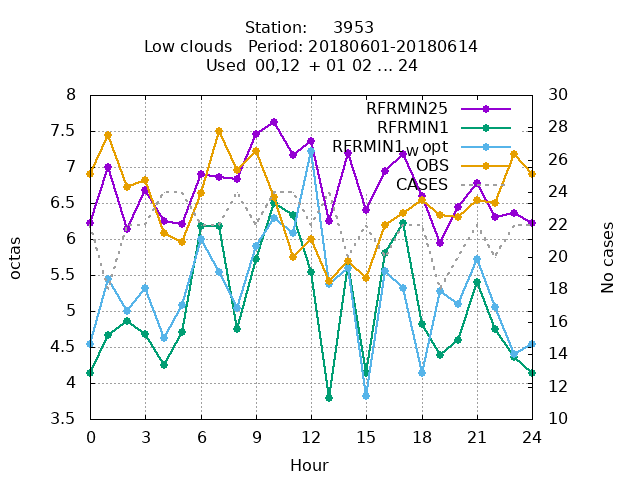 Station: 3953
Low clouds Period: 20180601-20180614
Used 00,12 + 01 02 ... 24
8
7.5
7
6.5
6
5.5
5
4.5
4
3.5
octas
30
28
26
24
22
20
18
16
14
12
10
No cases
RFRMIN25
RFRMIN1
RFRMIN1wopt
OBS
CASES
0 3 6 9 12 15 18 21 24
Hour